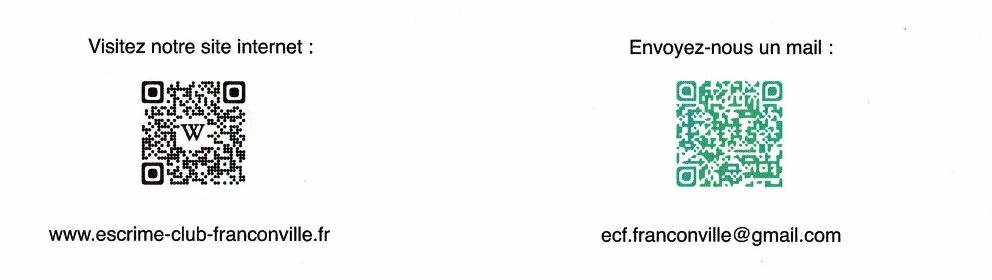 Visitez notre site internet :
Envoyez-nous un mail :
W
www.escrime-club-franconville.fr
ecf.franconville@gmail.com